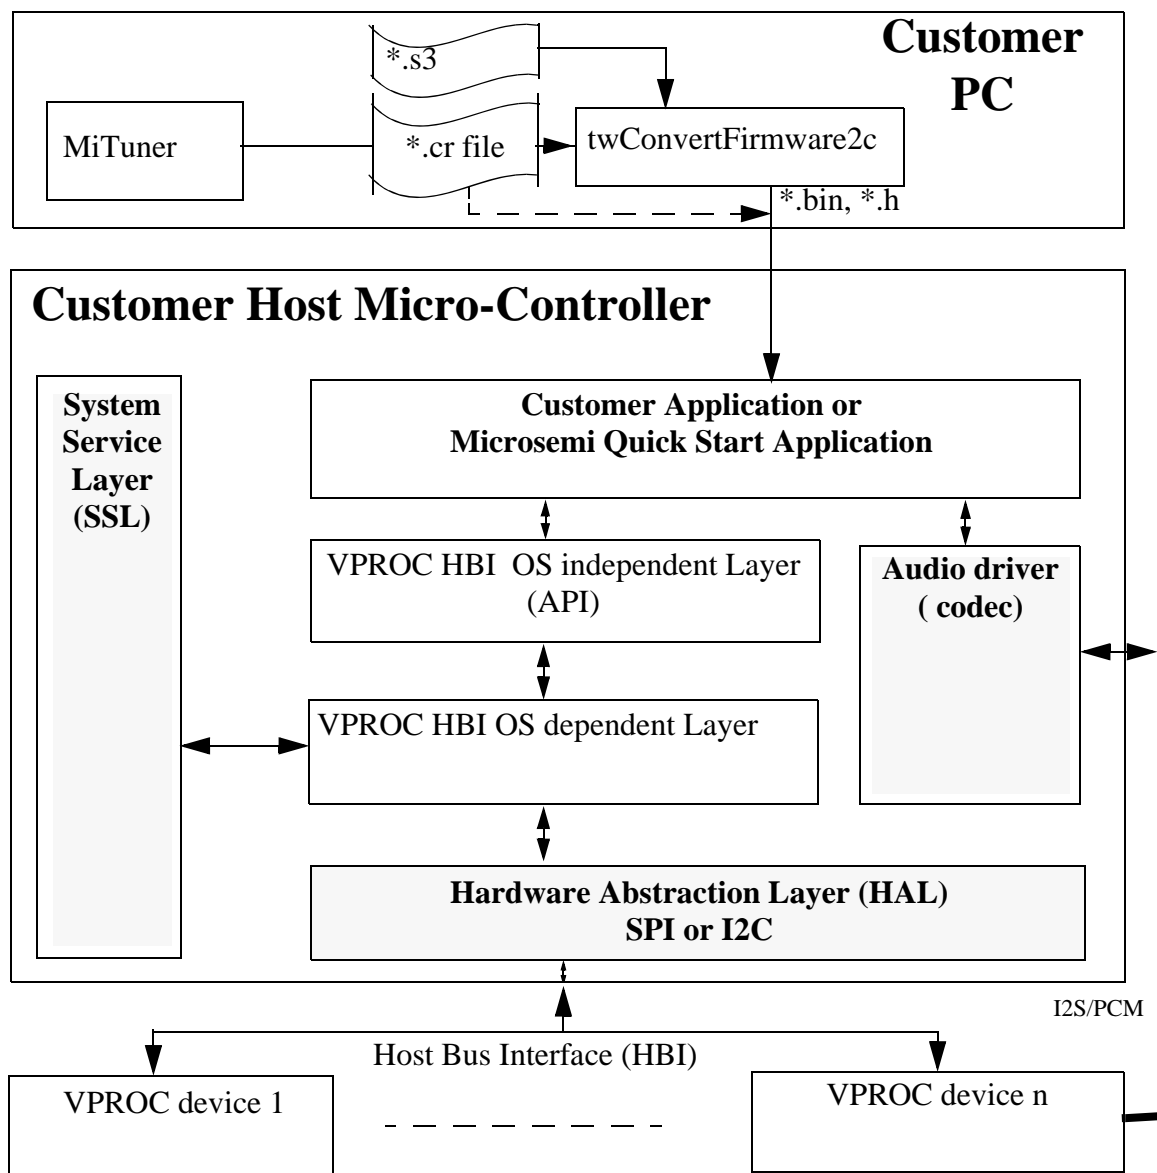 Customer
PC
*.s3
MiTuner
*.cr file
twConvertFirmware2c
*.bin, *.h
Customer Host Micro-Controller
System
Service
Layer
(SSL)
Customer Application or
Microsemi Quick Start Application
VPROC HBI  OS independent Layer
(API)
Audio driver
( codec)
VPROC HBI OS dependent Layer
Hardware Abstraction Layer (HAL)
SPI or I2C
I2S/PCM
Host Bus Interface (HBI)
VPROC device 1
VPROC device n